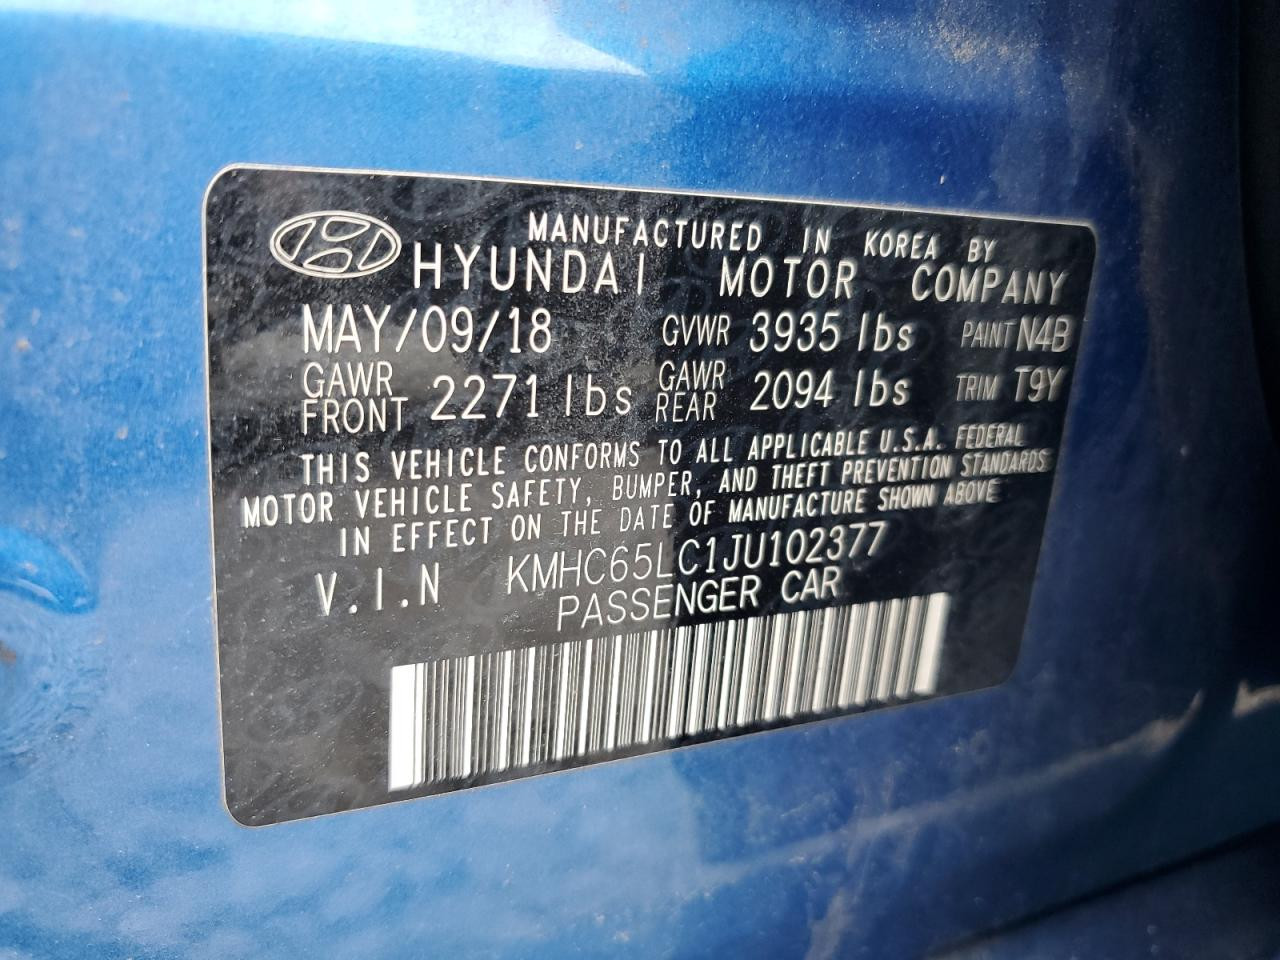 MANUFACTURED IN KOREA BY
HYUNDAI MOTOR COMPANY
MAY/09/18 GVWR 3935 lbs PAINT N4B
GAWR FRONT 2271 lbs GAWR REAR 2094 lbs TRIM T9Y
THIS VEHICLE CONFORMS TO ALL APPLICABLE U.S.A. FEDERAL
MOTOR VEHICLE SAFETY, BUMPER, AND THEFT PREVENTION STANDARDS
IN EFFECT ON THE DATE OF MANUFACTURE SHOWN ABOVE
V.I.N KMHC65LC1JU102377
PASSENGER CAR